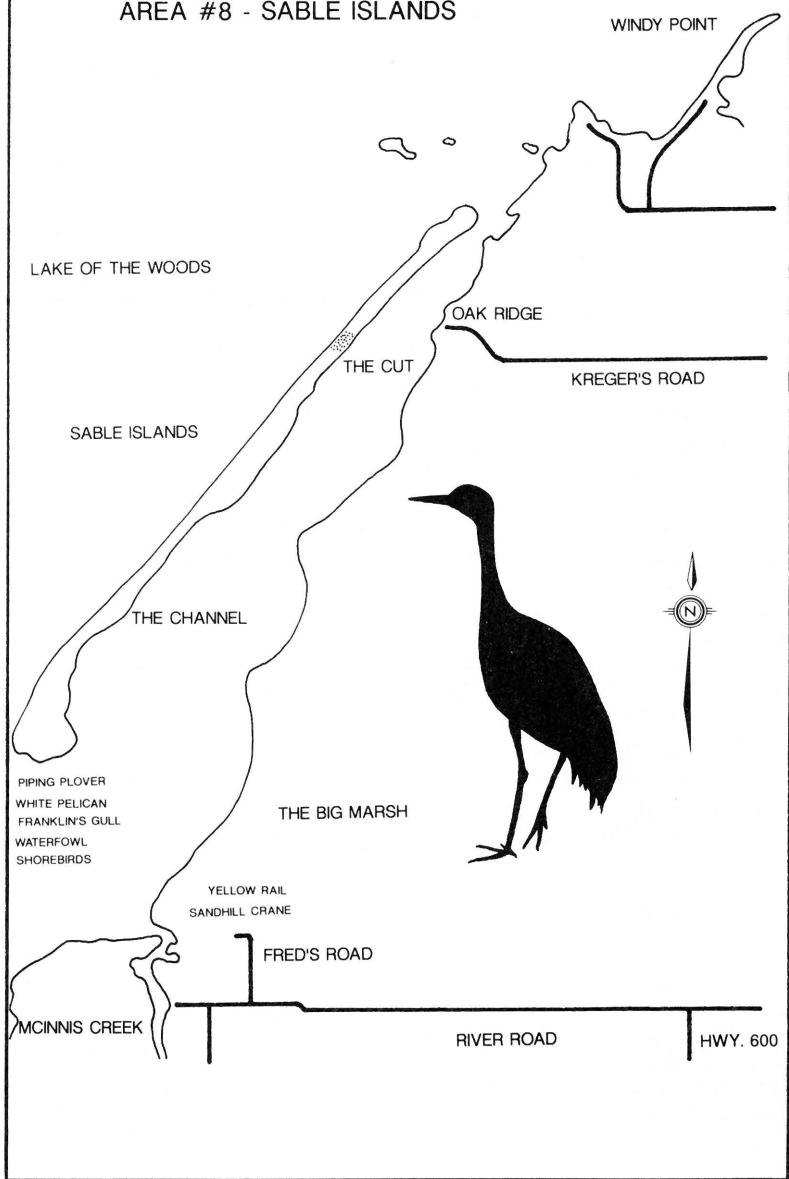 AREA #8 - SABLE ISLANDS
WINDY POINT
LAKE OF THE WOODS
OAK RIDGE
THE CUT
KREGER'S ROAD
SABLE ISLANDS
N
THE CHANNEL
PIPING PLOVER
WHITE PELICAN
FRANKLIN'S GULL
WATERFOWL
SHOREBIRDS
THE BIG MARSH
YELLOW RAIL
SANDHILL CRANE
FRED'S ROAD
MCINNIS CREEK
RIVER ROAD
HWY. 600